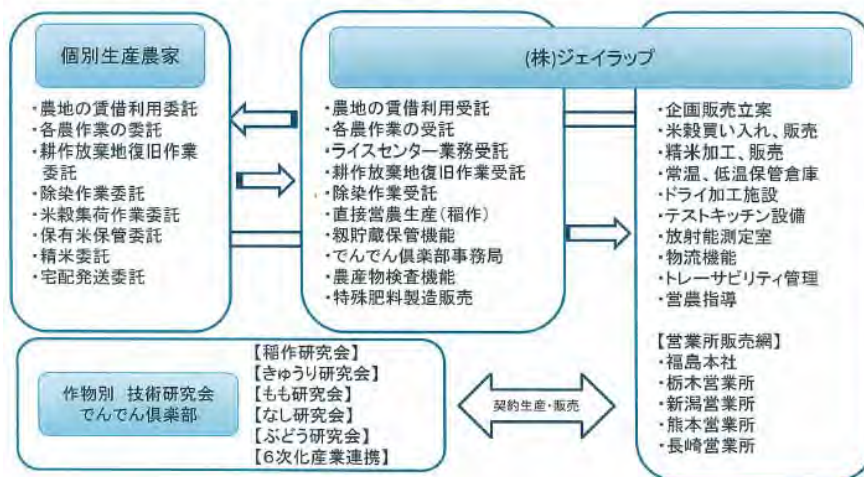 個別生産農家
・農地の賃借利用委託
・各農作業の委託
・耕作放棄地復旧作業
委託
・除染作業委託
・米穀集荷作業委託
・保有米保管委託
・精米委託
・宅配発送委託
(株)ジェイラップ
・農地の賃借利用受託
・各農作業の受託
・ライスセンター業務受託
・耕作放棄地復旧作業受託
・除染作業受託
・直接営農生産(稲作)
・籾貯蔵保管機能
・でんでん倶楽部事務局
・農産物検査機能
・特殊肥料製造販売
・企画販売立案
・米穀買い入れ、販売
・精米加工、販売
・常温、低温保管倉庫
・ドライ加工施設
・テストキッチン設備
・放射能測定室
・物流機能
・トレーサビリティ管理
・営農指導
【営業所販売網】
・福島本社
・栃木営業所
・新潟営業所
・熊本営業所
・長崎営業所
作物別 技術研究会
でんでん倶楽部
【稲作研究会】
【きゅうり研究会】
【もも研究会】
【なし研究会】
【ぶどう研究会】
【6次化産業連携】
契約生産・販売